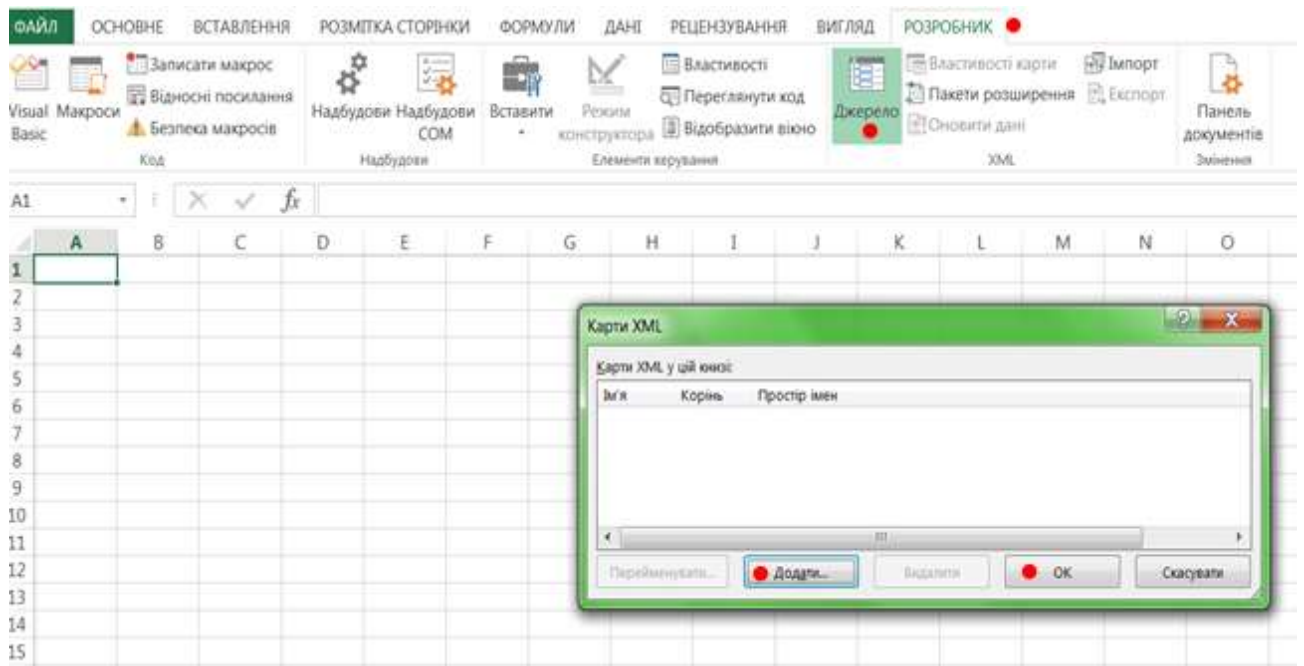 ФАЙЛ ОСНОВНЕ ВСТАВЛЕННЯ РОЗМІТКА СТОРІНКИ ФОРМУЛИ ДАНІ РЕЦЕНЗУВАННЯ ВИГЛЯД РОЗРОБНИК
Visual Basic
Макроси
Записати макрос
Відносні посилання
Безпека макросів
Код
Надбудови
Надбудови COM
Надбудови
Вставити
Режим конструктора
Властивості
Переглянути код
Відобразити вікно
Елементи керування
Джерело
Властивості карти
Пакети розширення
Оновити дані
Імпорт
Експорт
XML
Панель документів
Змінення
A1 fx
A B C D E F G H I J K L M N O
1
2
3
4
5
6
7
8
9
10
11
12
13
14
15
Карти XML
Карти XML у цій книзі:
Ім'я Корінь Простір імен
Перейменувати... Додати... Видалити ОК Скасувати